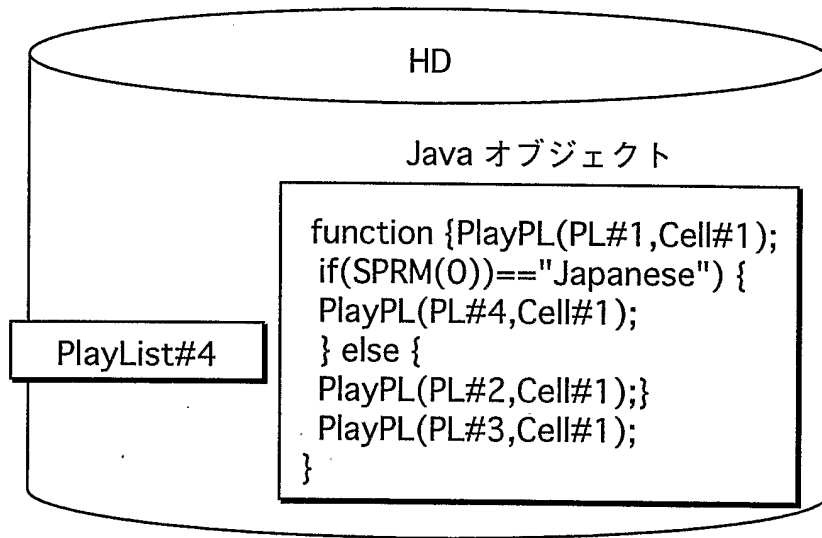 HD
Java オブジェクト
function {PlayPL(PL#1,Cell#1);
if(SPRM(0))=="Japanese") {
PlayPL(PL#4,Cell#1);
} else {
PlayPL(PL#2,Cell#1);}
PlayPL(PL#3,Cell#1);
}
PlayList#4